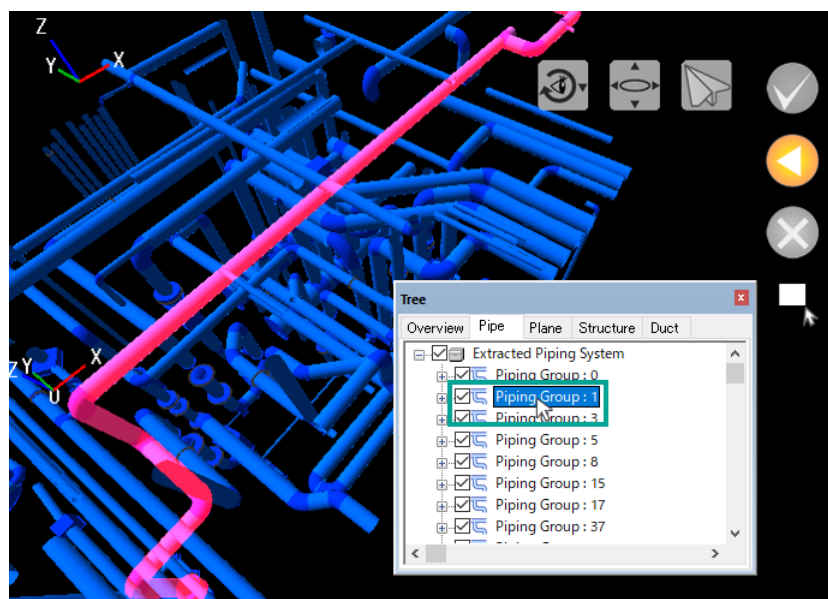 Z
Y X
Z Y X
U
Tree
Overview Pipe Plane Structure Duct
Extracted Piping System
Piping Group : 0
Piping Group : 1
Piping Group : 3
Piping Group : 5
Piping Group : 8
Piping Group : 15
Piping Group : 17
Piping Group : 37